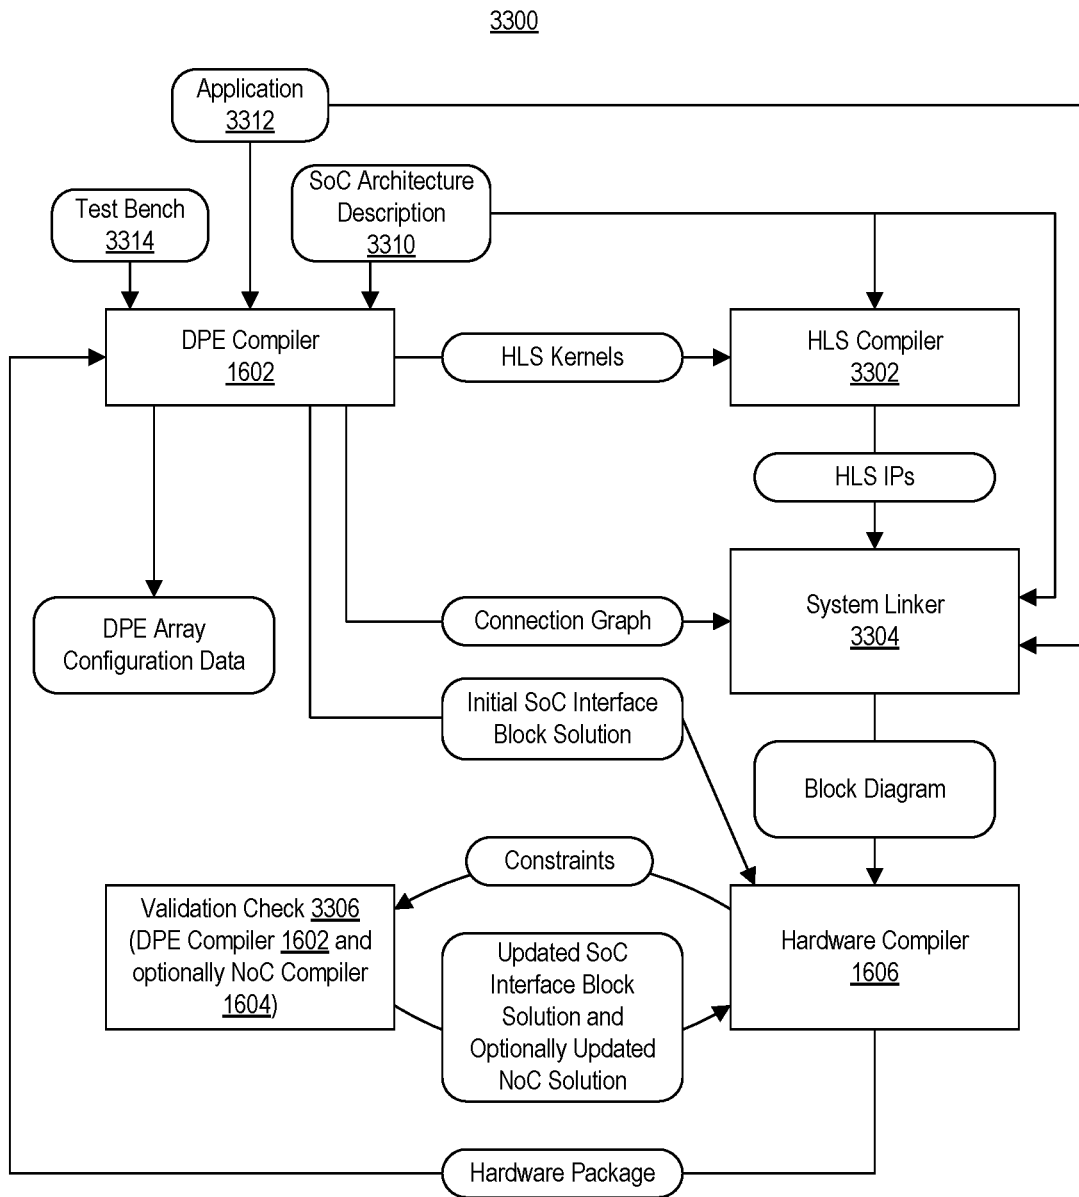 3300
Application
3312
SoC Architecture
Description
3310
Test Bench
3314
DPE Compiler
1602
HLS Kernels
HLS Compiler
3302
HLS IPs
DPE Array
Configuration Data
Connection Graph
System Linker
3304
Initial SoC Interface
Block Solution
Block Diagram
Constraints
Validation Check 3306
(DPE Compiler 1602 and
optionally NoC Compiler
1604)
Updated SoC
Interface Block
Solution and
Optionally Updated
NoC Solution
Hardware Compiler
1606
Hardware Package